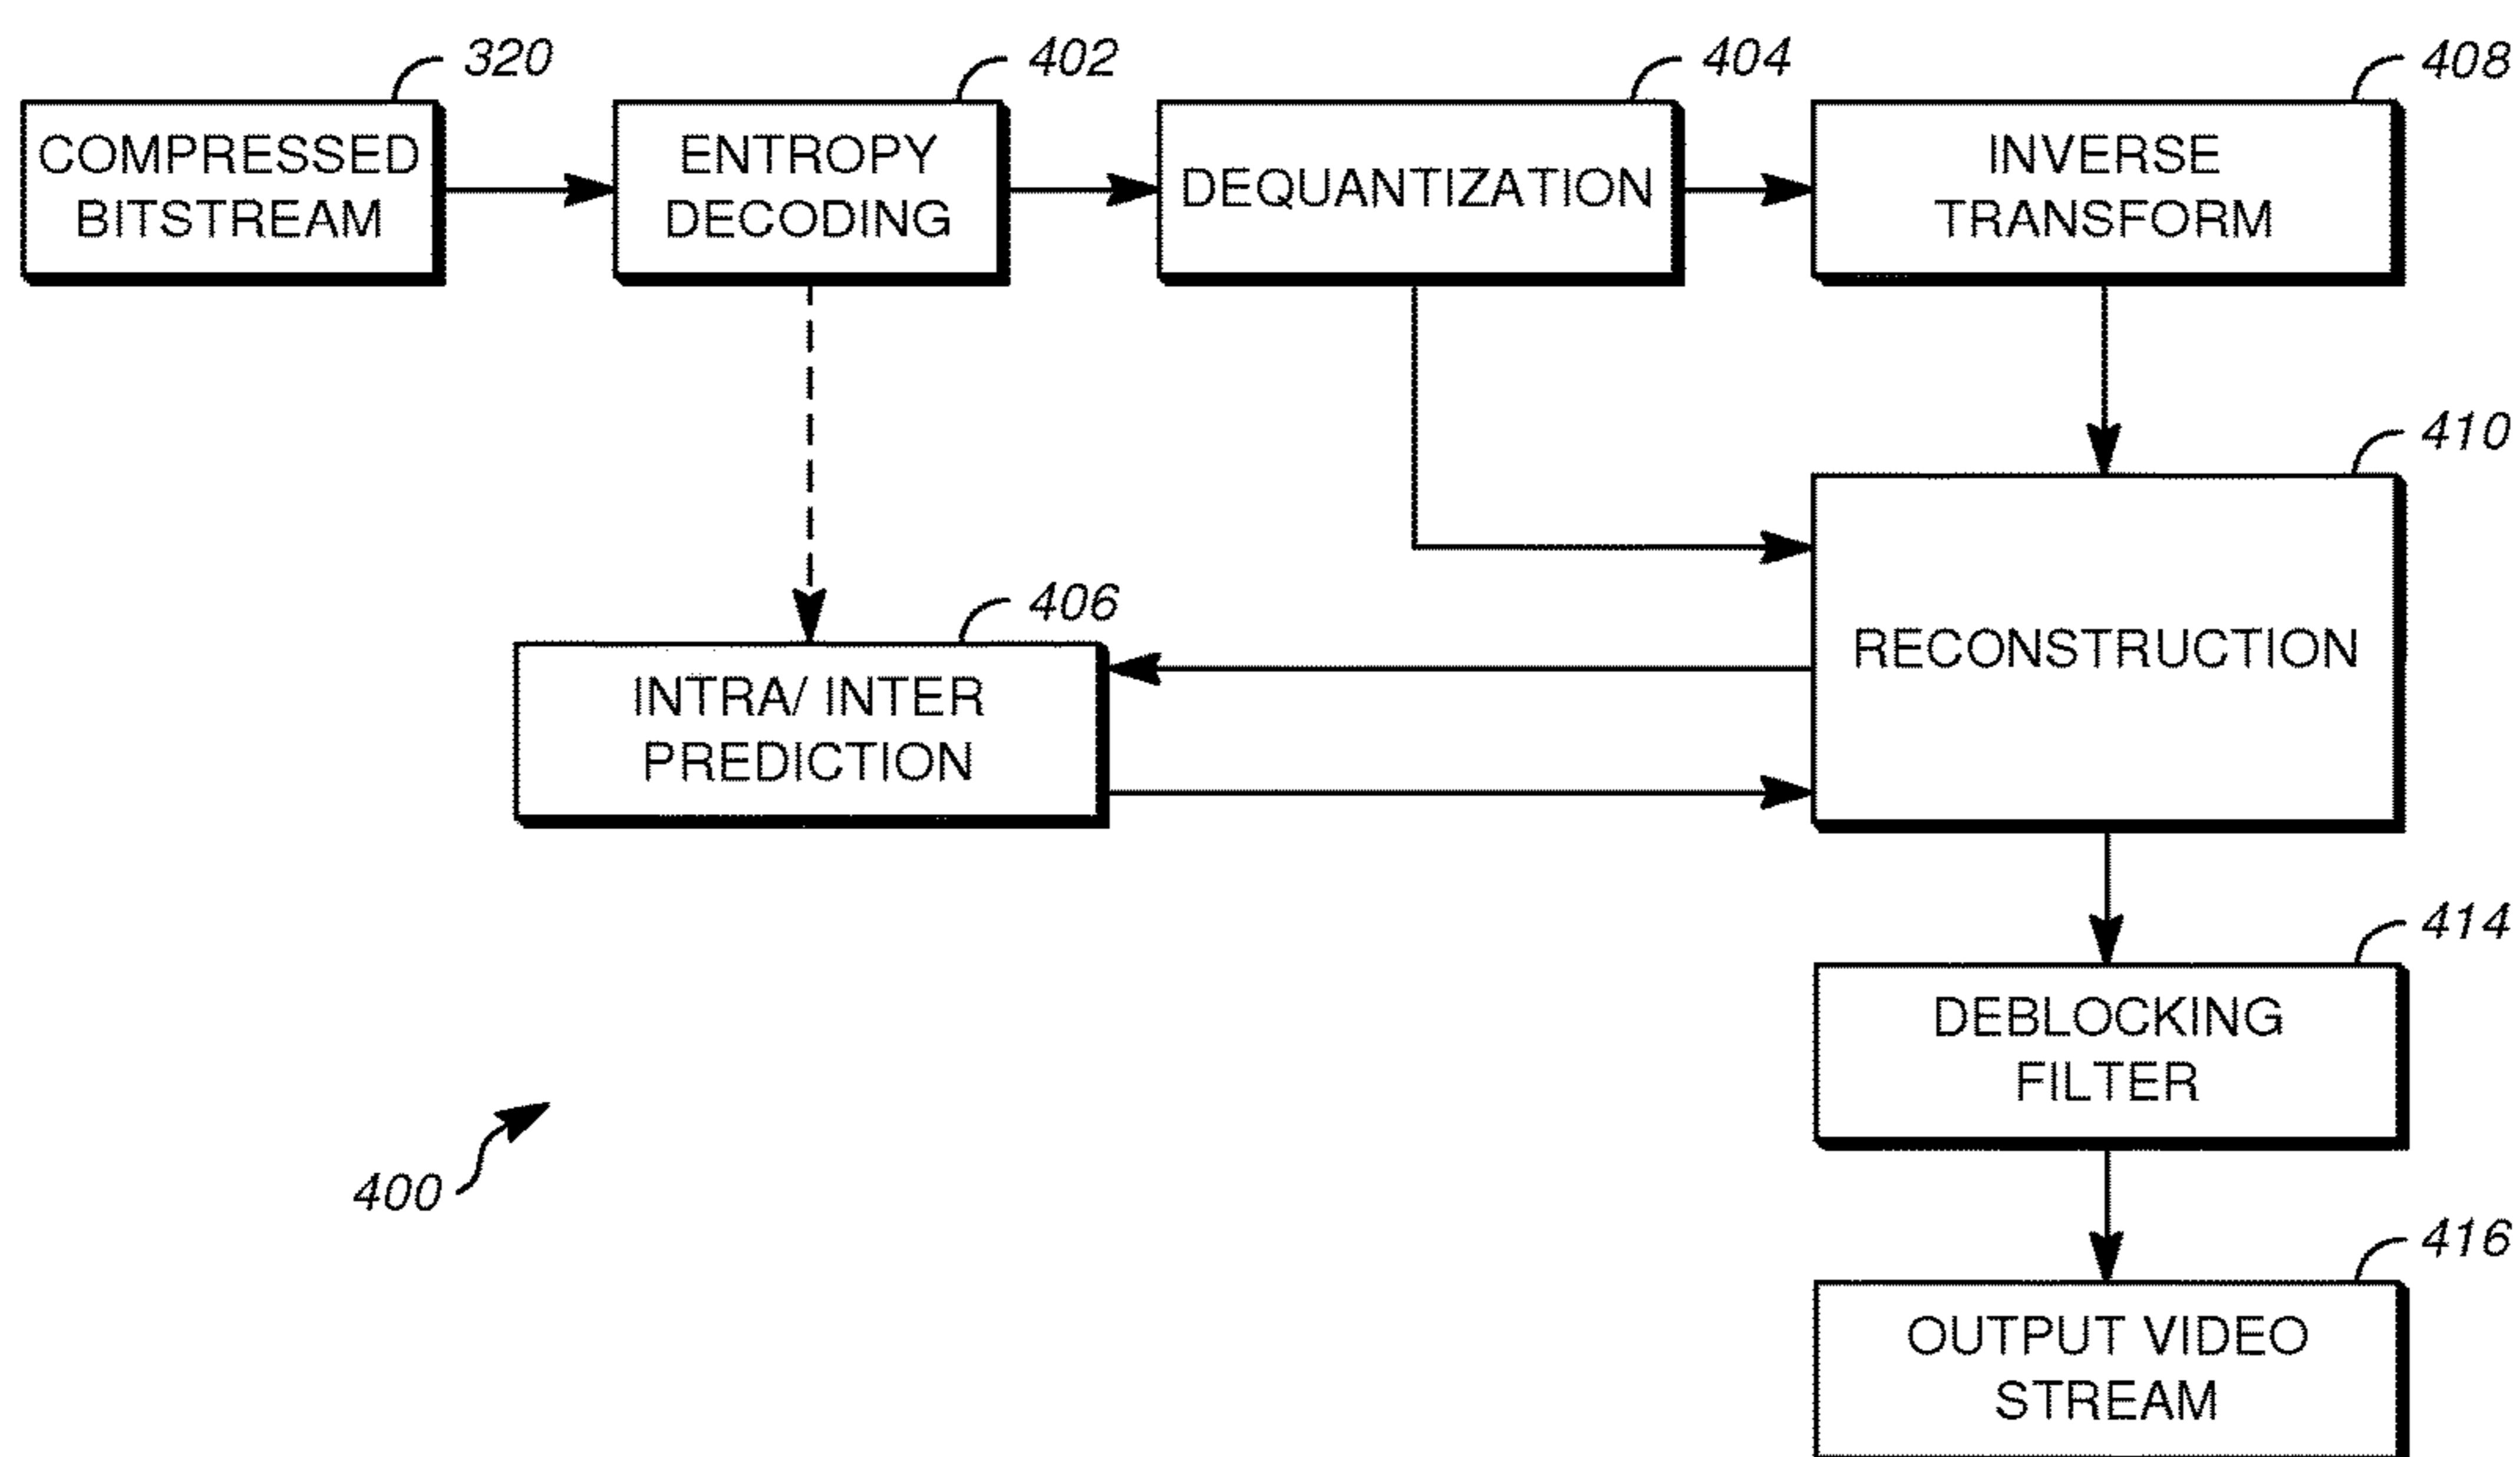 320
402
404
408
COMPRESSED
BITSTREAM
ENTROPY
DECODING
DEQUANTIZATION
INVERSE
TRANSFORM
410
406
RECONSTRUCTION
INTRA/ INTER
PREDICTION
414
DEBLOCKING
FILTER
400
416
OUTPUT VIDEO
STREAM